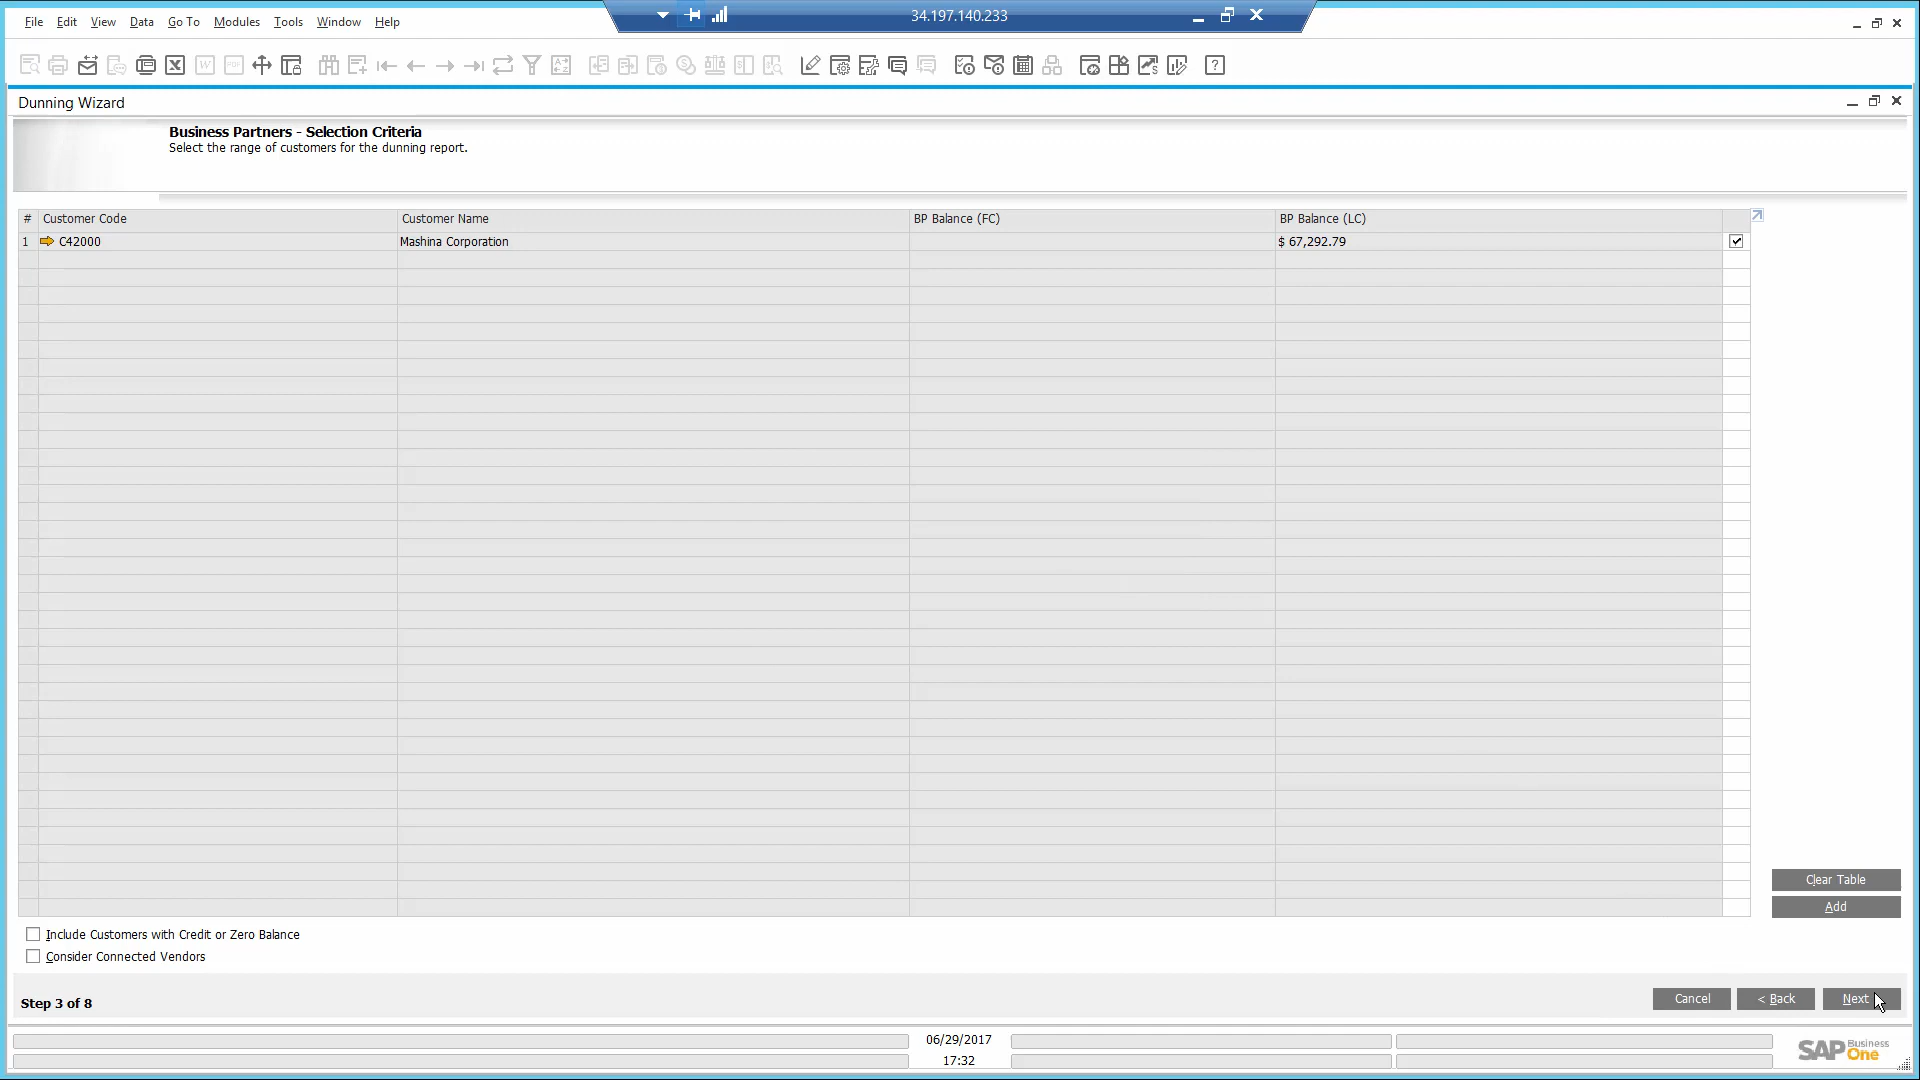 34.197.140.233
File Edit View Data Go To Modules Tools Window Help
Dunning Wizard
Business Partners - Selection Criteria
Select the range of customers for the dunning report.
# Customer Code Customer Name BP Balance (FC) BP Balance (LC)
1 C42000 Mashina Corporation $ 67,292.79
Clear Table
Add
Include Customers with Credit or Zero Balance
Consider Connected Vendors
Step 3 of 8
Cancel < Back Next
06/29/2017
17:32
SAP Business One